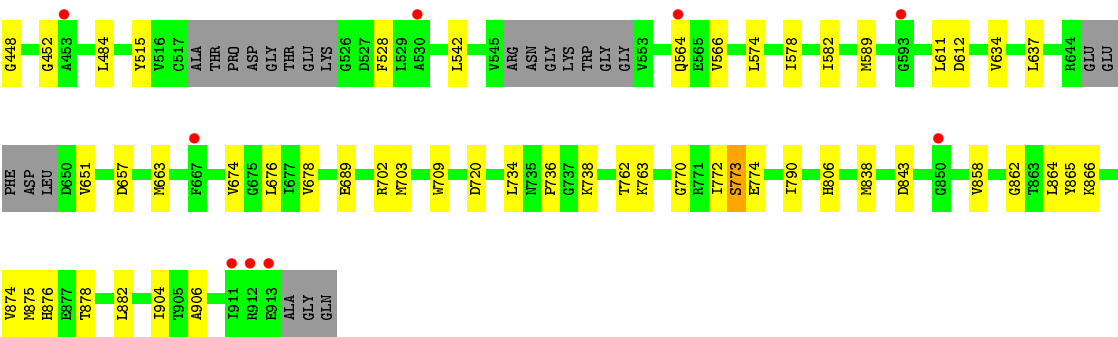 G448 G452 A453 L484 Y515 V516 C517 ALA THR PRO ASP GLY THR GLU LYS G526 D527 F528 L529 A530 L542 V545 ARG ASN GLY LYS TRP GLY GLY V553 Q564 E565 V566 L574 I578 I582 M589 G593 L611 D612 V634 L637 R644 GLU GLU
PHE ASP LEU D650 V651 D657 M663 F667 V674 G675 L676 I677 V678 E689 R702 M703 W709 D720 L734 N735 P736 G737 K738 T762 K763 G770 R771 I772 G773 E774 I790 H806 M838 D843 G850 V858 G862 T863 L864 Y865 K866
V874 M875 H876 E877 T878 L882 I904 T905 A906 I911 R912 E913 ALA GLY GLN